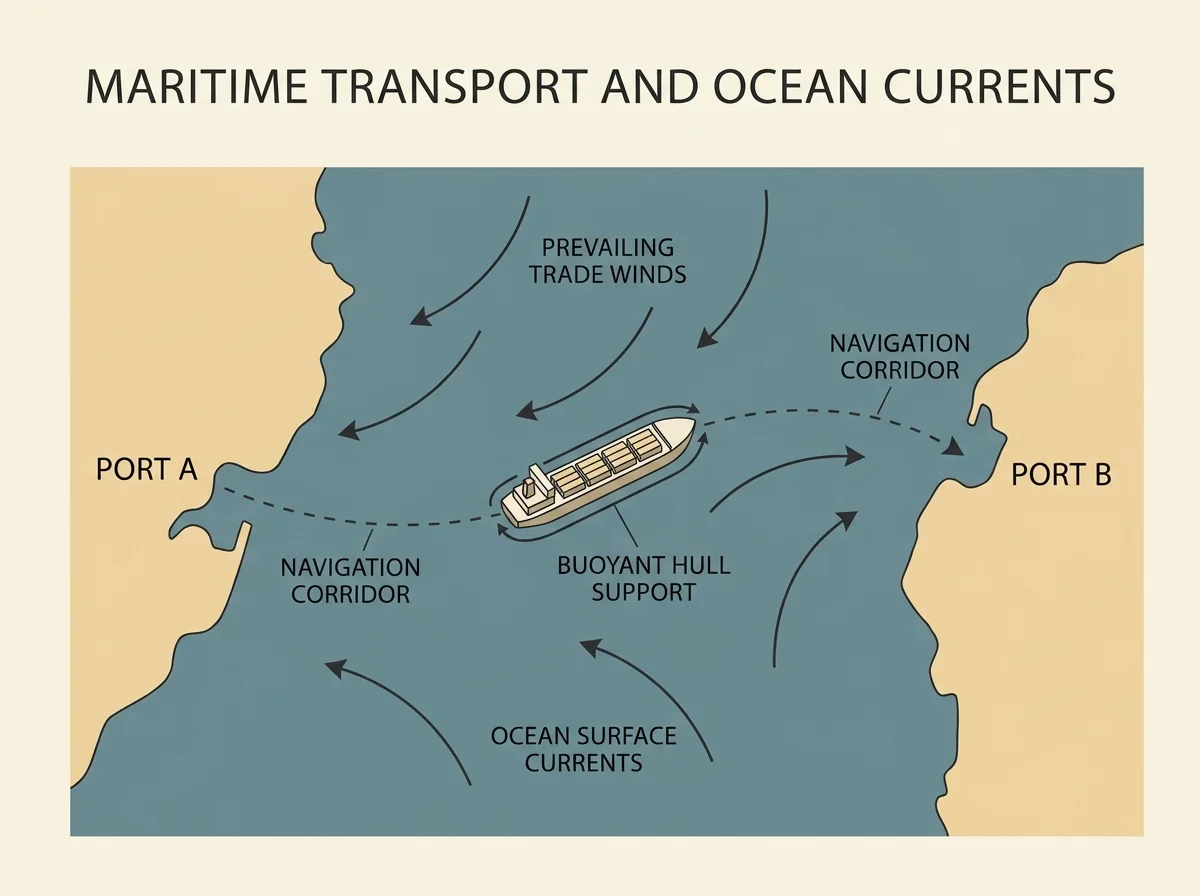 MARITIME TRANSPORT AND OCEAN CURRENTS
PREVAILING
TRADE WINDS
NAVIGATION
CORRIDOR
PORT A
PORT B
NAVIGATION
CORRIDOR
BUOYANT HULL
SUPPORT
OCEAN SURFACE
CURRENTS